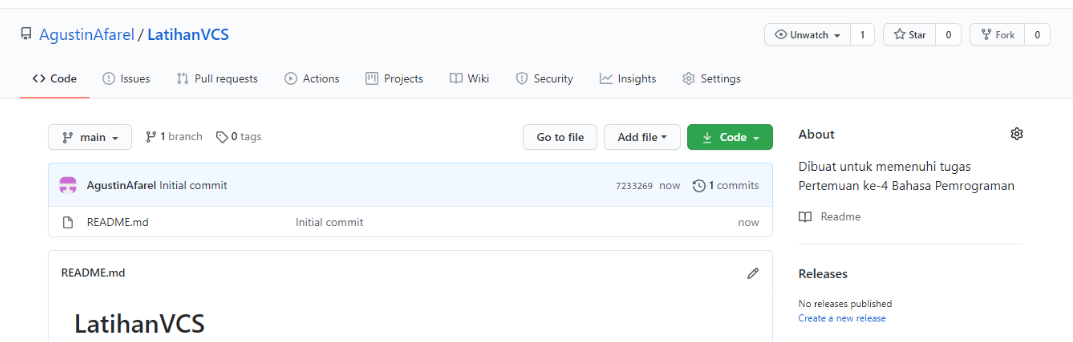 AgustinAfarel / LatihanVCS
Unwatch 1 Star 0 Fork 0
Code Issues Pull requests Actions Projects Wiki Security Insights Settings
main 1 branch 0 tags Go to file Add file Code
AgustinAfarel Initial commit 7233269 now 1 commits
README.md Initial commit now
README.md
LatihanVCS
About
Dibuat untuk memenuhi tugas
Pertemuan ke-4 Bahasa Pemrograman
Readme
Releases
No releases published
Create a new release